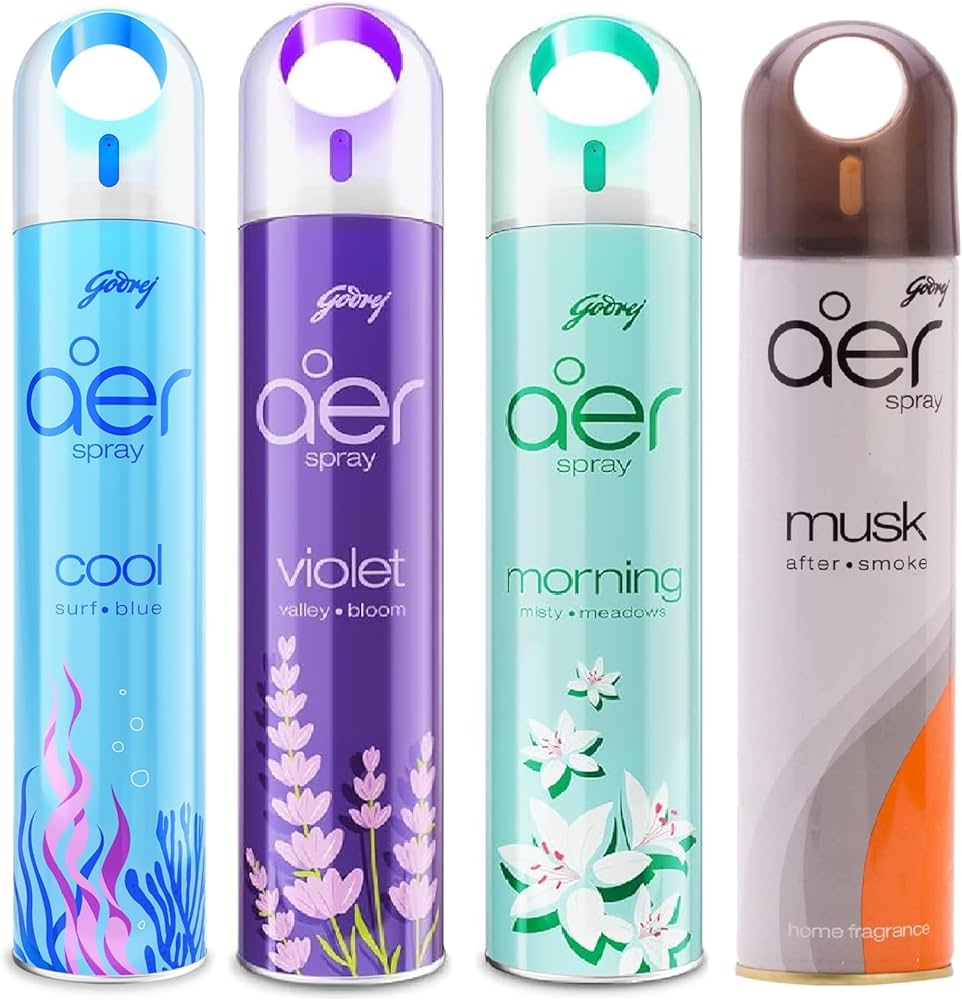 Godrej
aer
spray
cool
surf • blue
Godrej
aer
spray
violet
valley • bloom
Godrej
aer
spray
morning
misty • meadows
Godrej
aer
spray
musk
after • smoke
home fragrance